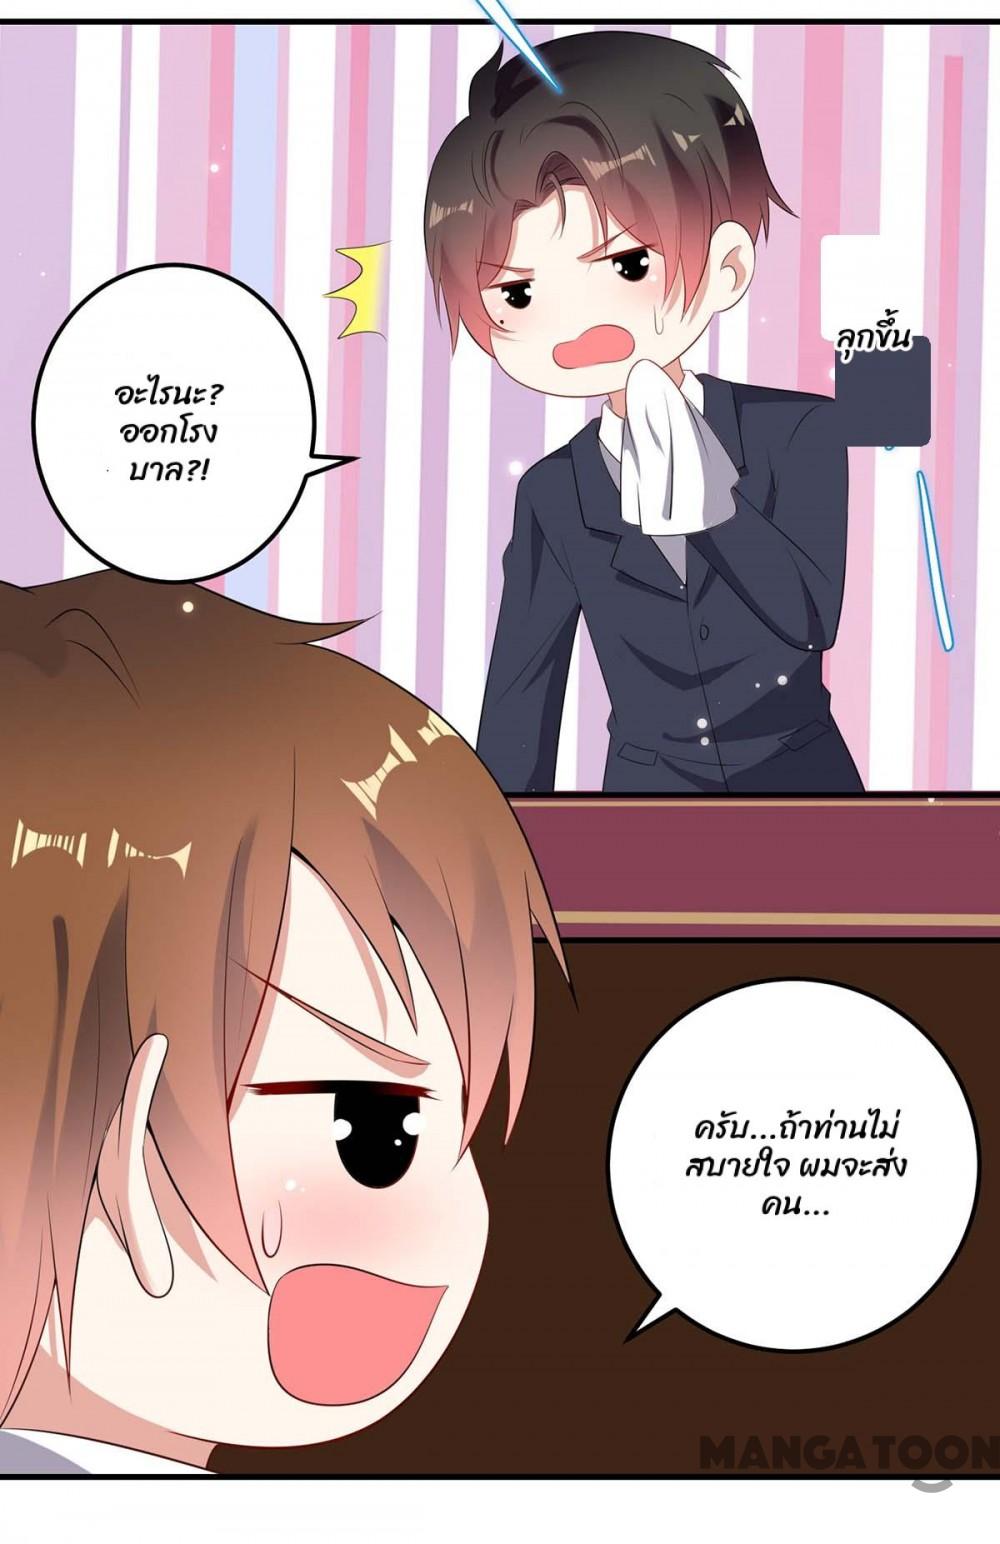 ลุกขึ้น
อะไรนะ?
ออกโรง
บาล?!
ครับ...ถ้าท่านไม่
สบายใจ ผมจะส่ง
คน...
MANGATOON